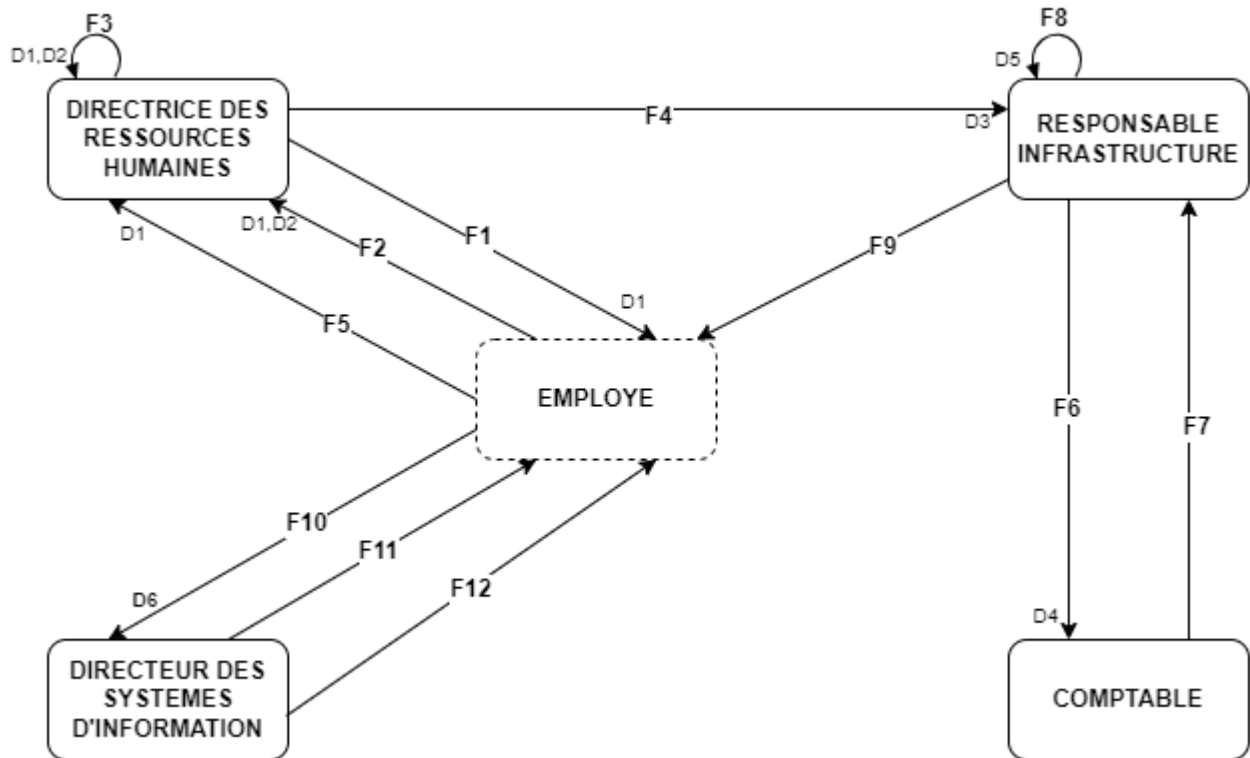 F3
D1,D2
DIRECTRICE DES
RESSOURCES
HUMAINES
F4
D3
F8
D5
RESPONSABLE
INFRASTRUCTURE
D1
D1,D2
F2
F1
F9
F5
D1
EMPLOYE
F6
F7
F10
F11
F12
D6
D4
DIRECTEUR DES
SYSTEMES
D'INFORMATION
COMPTABLE